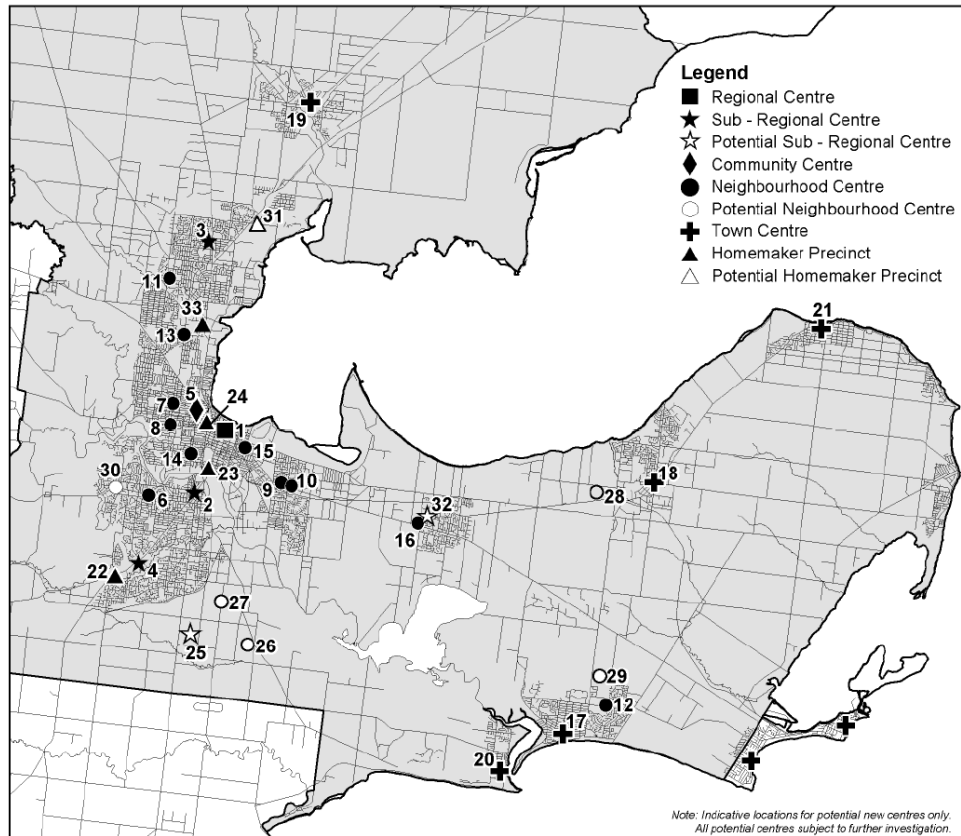 Legend
Regional Centre
Sub - Regional Centre
Potential Sub - Regional Centre
Community Centre
Neighbourhood Centre
Potential Neighbourhood Centre
Town Centre
Homemaker Precinct
Potential Homemaker Precinct
19
31
3
11
33
13
21
5
24
7
8
1
15
14
23
30
9
10
6
2
28
18
32
16
22
4
27
25
26
29
12
17
20
Note: Indicative locations for potential new centres only.
All potential centres subject to further investigation.